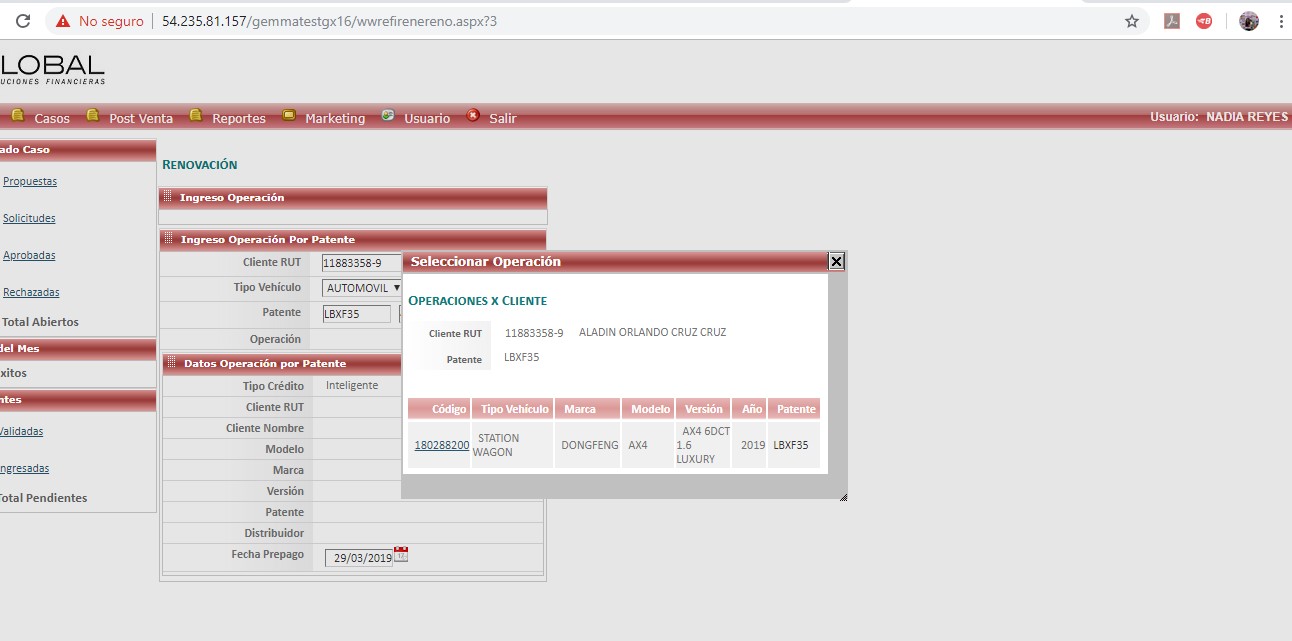 No seguro 54.235.81.157/gemmatestgx16/wwrefirenereno.aspx?3
LOBAL
UCIONES FINANCIERAS
Casos Post Venta Reportes Marketing Usuario Salir Usuario: NADIA REYES
ado Caso
Propuestas
Solicitudes
Aprobadas
Rechazadas
Total Abiertos
del Mes
xitos
ntes
Validadas
ngresadas
Total Pendientes
RENOVACIÓN
Ingreso Operación
Ingreso Operación Por Patente
Cliente RUT 11883358-9
Tipo Vehículo AUTOMOVIL
Patente LBXF35
Operación
Datos Operación por Patente
Tipo Crédito Inteligente
Cliente RUT
Cliente Nombre
Modelo
Marca
Versión
Patente
Distribuidor
Fecha Prepago 29/03/2019
Seleccionar Operación
OPERACIONES X CLIENTE
Cliente RUT 11883358-9 ALADIN ORLANDO CRUZ CRUZ
Patente LBXF35
Código Tipo Vehículo Marca Modelo Versión Año Patente
180288200 STATION WAGON DONGFENG AX4 AX4 6DCT 1.6 LUXURY 2019 LBXF35